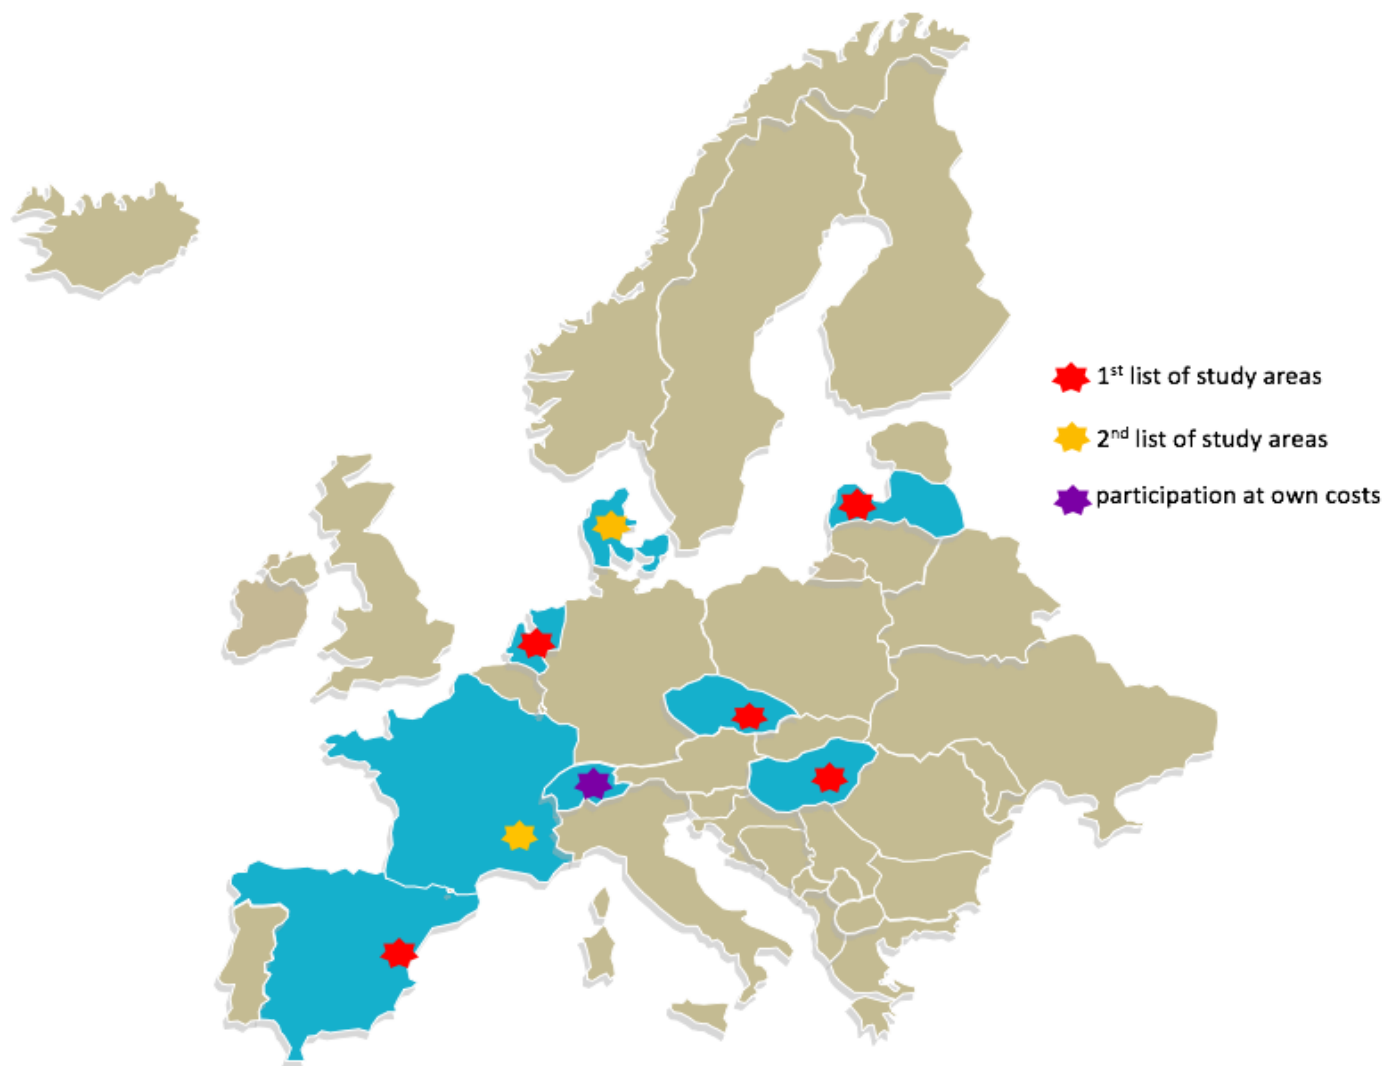 1st list of study areas
2nd list of study areas
participation at own costs